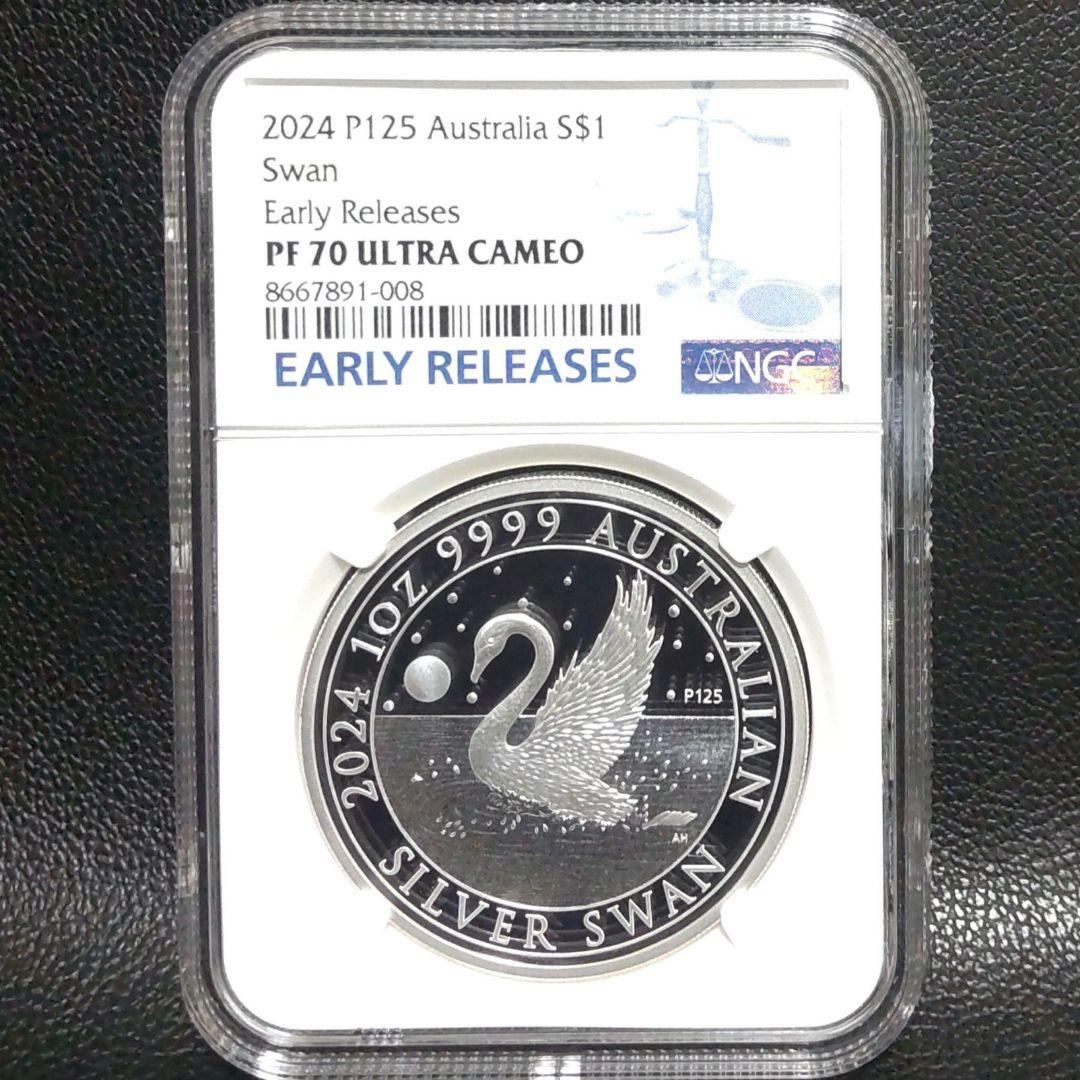 2024 P125 Australia S$1
Swan
Early Releases
PF 70 ULTRA CAMEO
8667891-008
EARLY RELEASES
NGC
2024 1OZ 9999 AUSTRALIAN
SILVER SWAN
P125
AH